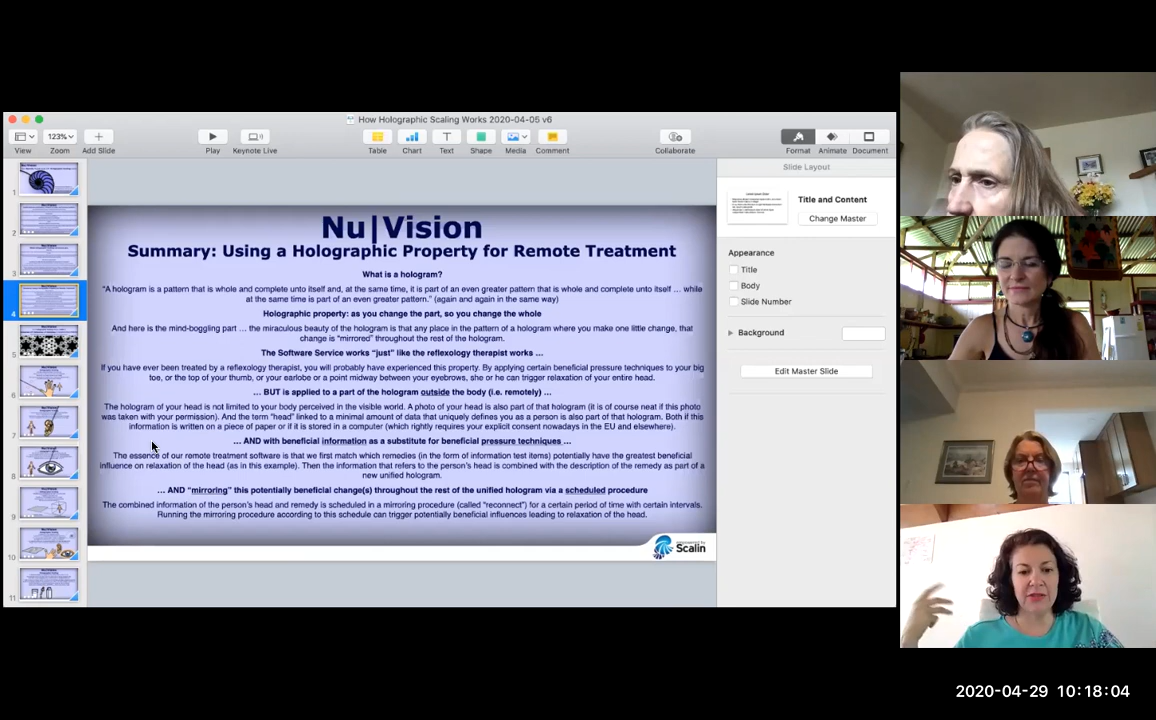 How Holographic Scaling Works 2020-04-05 v6
123%
View Zoom Add Slide Play Keynote Live Table Chart Text Shape Media Comment Collaborate Format Animate Document
Slide Layout
Title and Content
Change Master
Appearance
Title
Body
Slide Number
Background
Edit Master Slide
1
2
3
4
5
6
7
8
9
10
11
Nu|Vision
Summary: Using a Holographic Property for Remote Treatment
What is a hologram?
“A hologram is a pattern that is whole and complete unto itself and, at the same time, it is part of an even greater pattern that is whole and complete unto itself ... while
at the same time is part of an even greater pattern.” (again and again in the same way)
Holographic property: as you change the part, so you change the whole
And here is the mind-boggling part ... the miraculous beauty of the hologram is that any place in the pattern of a hologram where you make one little change, that
change is “mirrored” throughout the rest of the hologram.
The Software Service works “just” like the reflexology therapist works ...
If you have ever been treated by a reflexology therapist, you will probably have experienced this property. By applying certain beneficial pressure techniques to your big
toe, or the top of your thumb, or your earlobe or a point midway between your eyebrows, she or he can trigger relaxation of your entire head.
... BUT is applied to a part of the hologram outside the body (i.e. remotely) ...
The hologram of your head is not limited to your body perceived in the visible world. A photo of your head is also part of that hologram (it is of course neat if this photo
was taken with your permission). And the term “head” linked to a minimal amount of data that uniquely defines you as a person is also part of that hologram. Both if this
information is written on a piece of paper or if it is stored in a computer (which rightly requires your explicit consent nowadays in the EU and elsewhere).
... AND with beneficial information as a substitute for beneficial pressure techniques ...
The essence of our remote treatment software is that we first match which remedies (in the form of information test items) potentially have the greatest beneficial
influence on relaxation of the head (as in this example). Then the information that refers to the person’s head is combined with the description of the remedy as part of a
new unified hologram.
... AND “mirroring” this potentially beneficial change(s) throughout the rest of the unified hologram via a scheduled procedure
The combined information of the person’s head and remedy is scheduled in a mirroring procedure (called “reconnect”) for a certain period of time with certain intervals.
Running the mirroring procedure according to this schedule can trigger potentially beneficial influences leading to relaxation of the head.
Scalin
2020-04-29 10:18:04